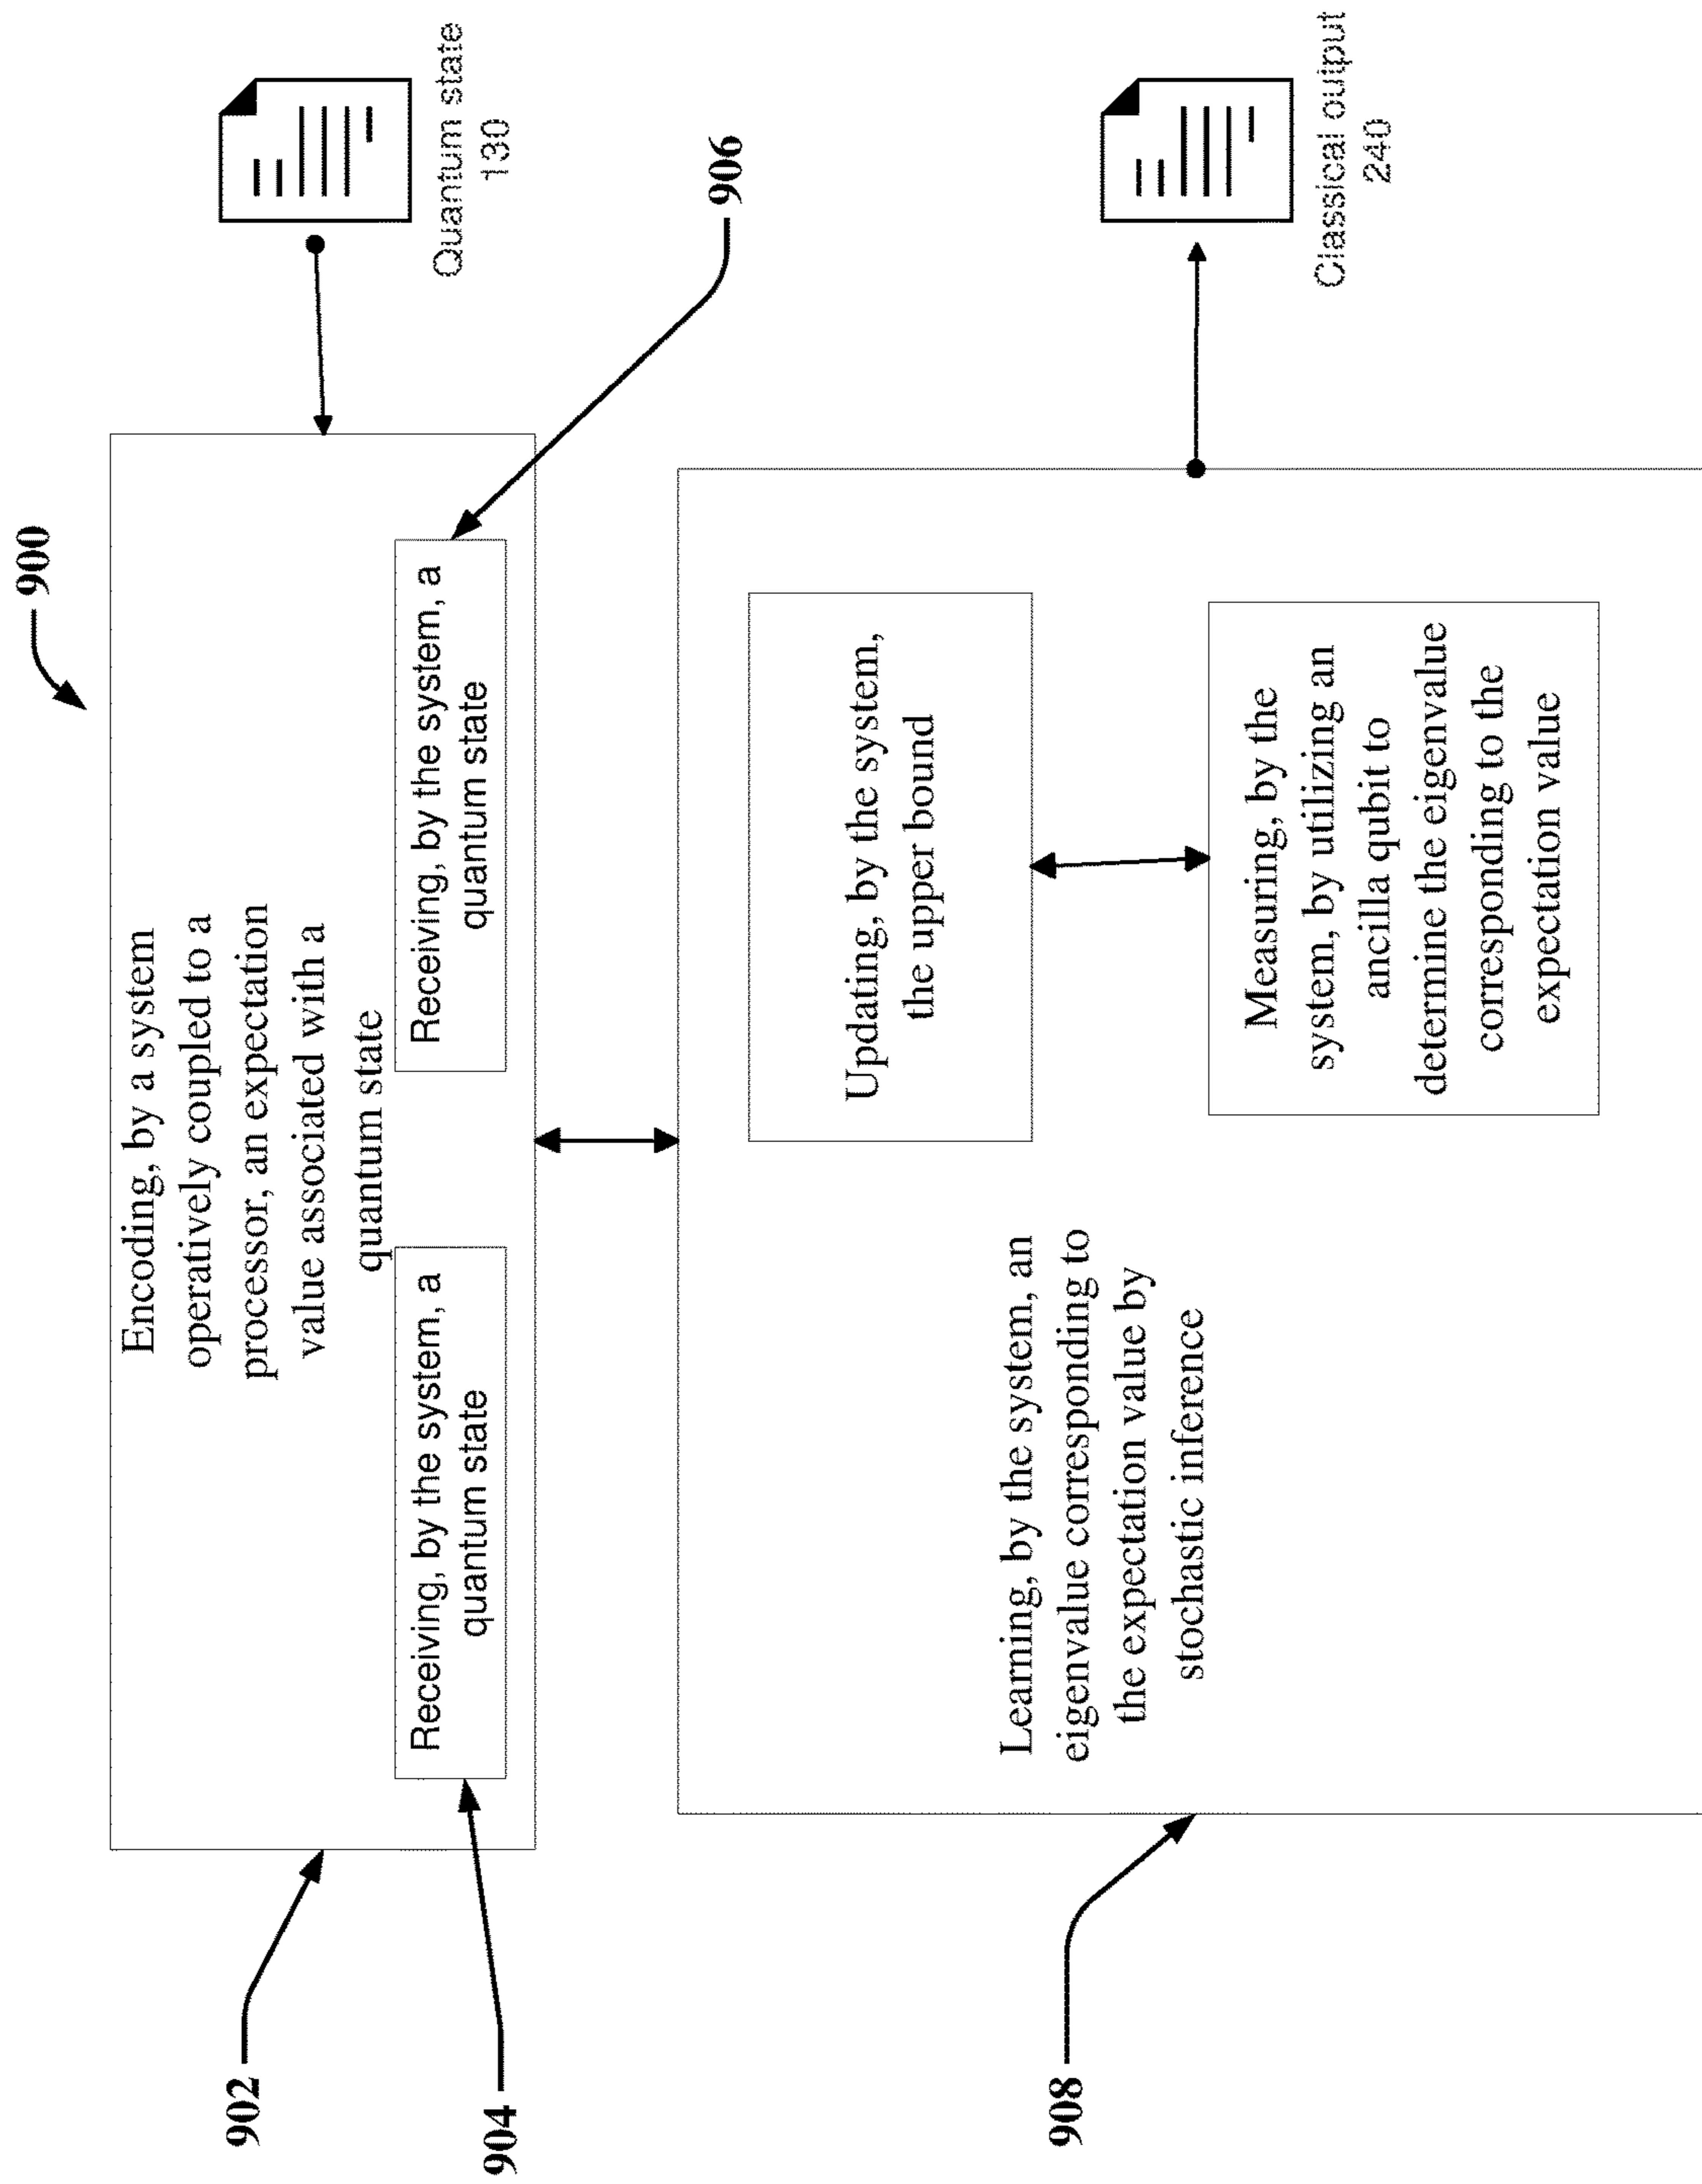 900
Encoding, by a system
operatively coupled to a
processor, an expectation
value associated with a
quantum state
902
Receiving, by the system, a
quantum state
904
Receiving, by the system, a
quantum state
906
Quantum state
130
Learning, by the system, an
eigenvalue corresponding to
the expectation value by
stochastic inference
908
Updating, by the system,
the upper bound
Measuring, by the
system, by utilizing an
ancilla qubit to
determine the eigenvalue
corresponding to the
expectation value
Classical output
240